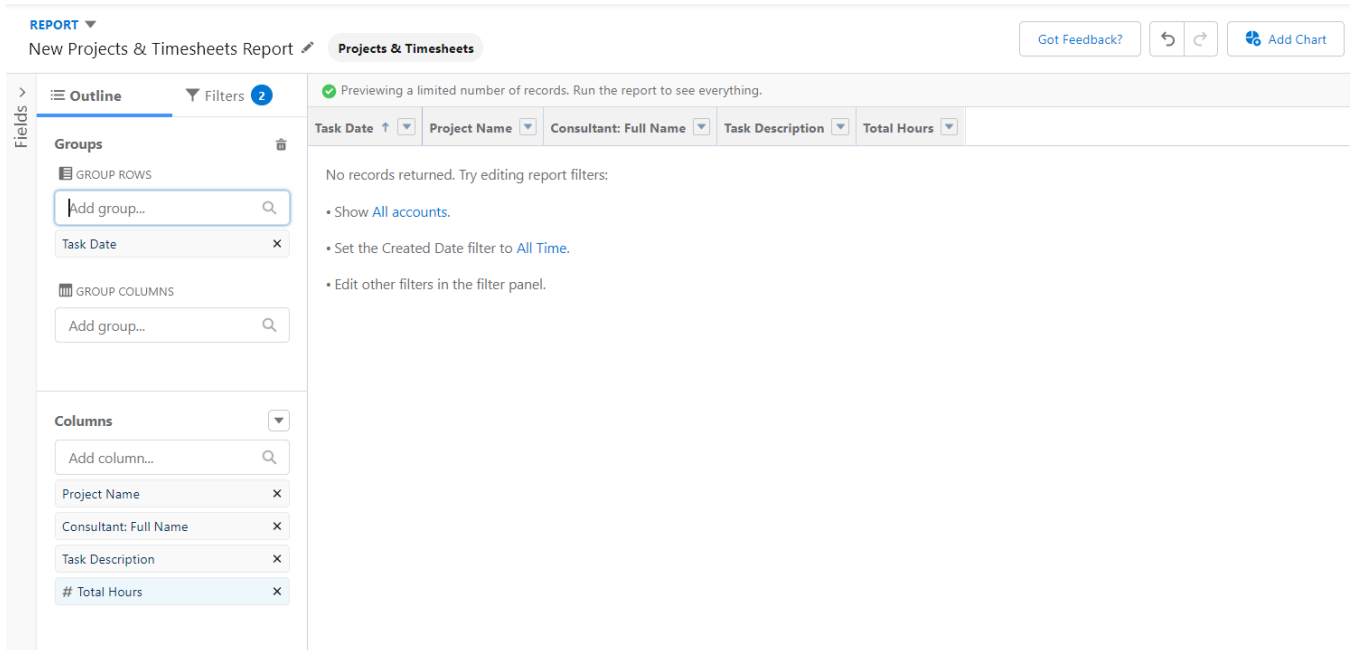 REPORT
New Projects & Timesheets Report
Projects & Timesheets
Got Feedback?
Add Chart
Fields
Outline
Filters 2
Previewing a limited number of records. Run the report to see everything.
Groups
GROUP ROWS
Add group...
Task Date
GROUP COLUMNS
Add group...
Columns
Add column...
Project Name
Consultant: Full Name
Task Description
# Total Hours
Task Date Project Name Consultant: Full Name Task Description Total Hours
No records returned. Try editing report filters:
• Show All accounts.
• Set the Created Date filter to All Time.
• Edit other filters in the filter panel.